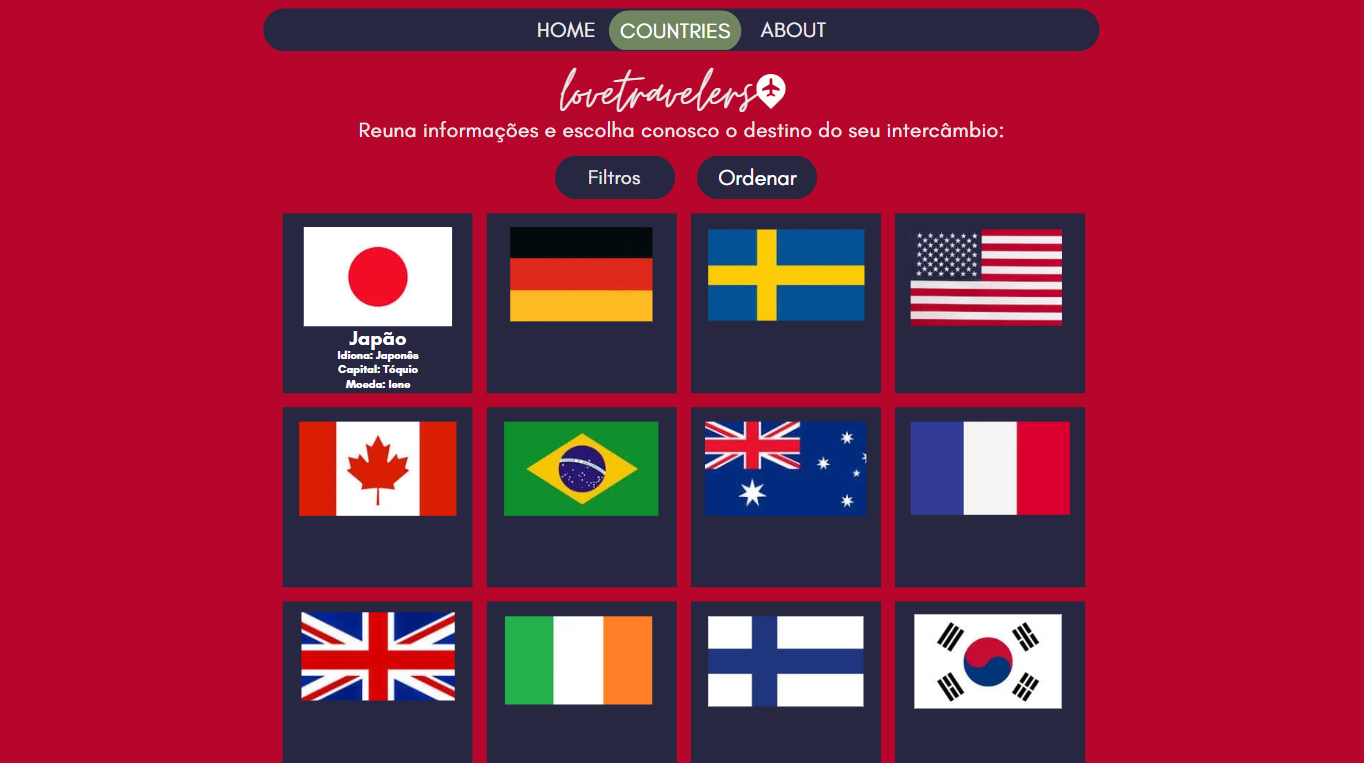 HOME COUNTRIES ABOUT
lovetravelers
Reuna informações e escolha conosco o destino do seu intercâmbio:
Filtros Ordenar
Japão
Idiona: Japonês
Capital: Tóquio
Moeda: Iene